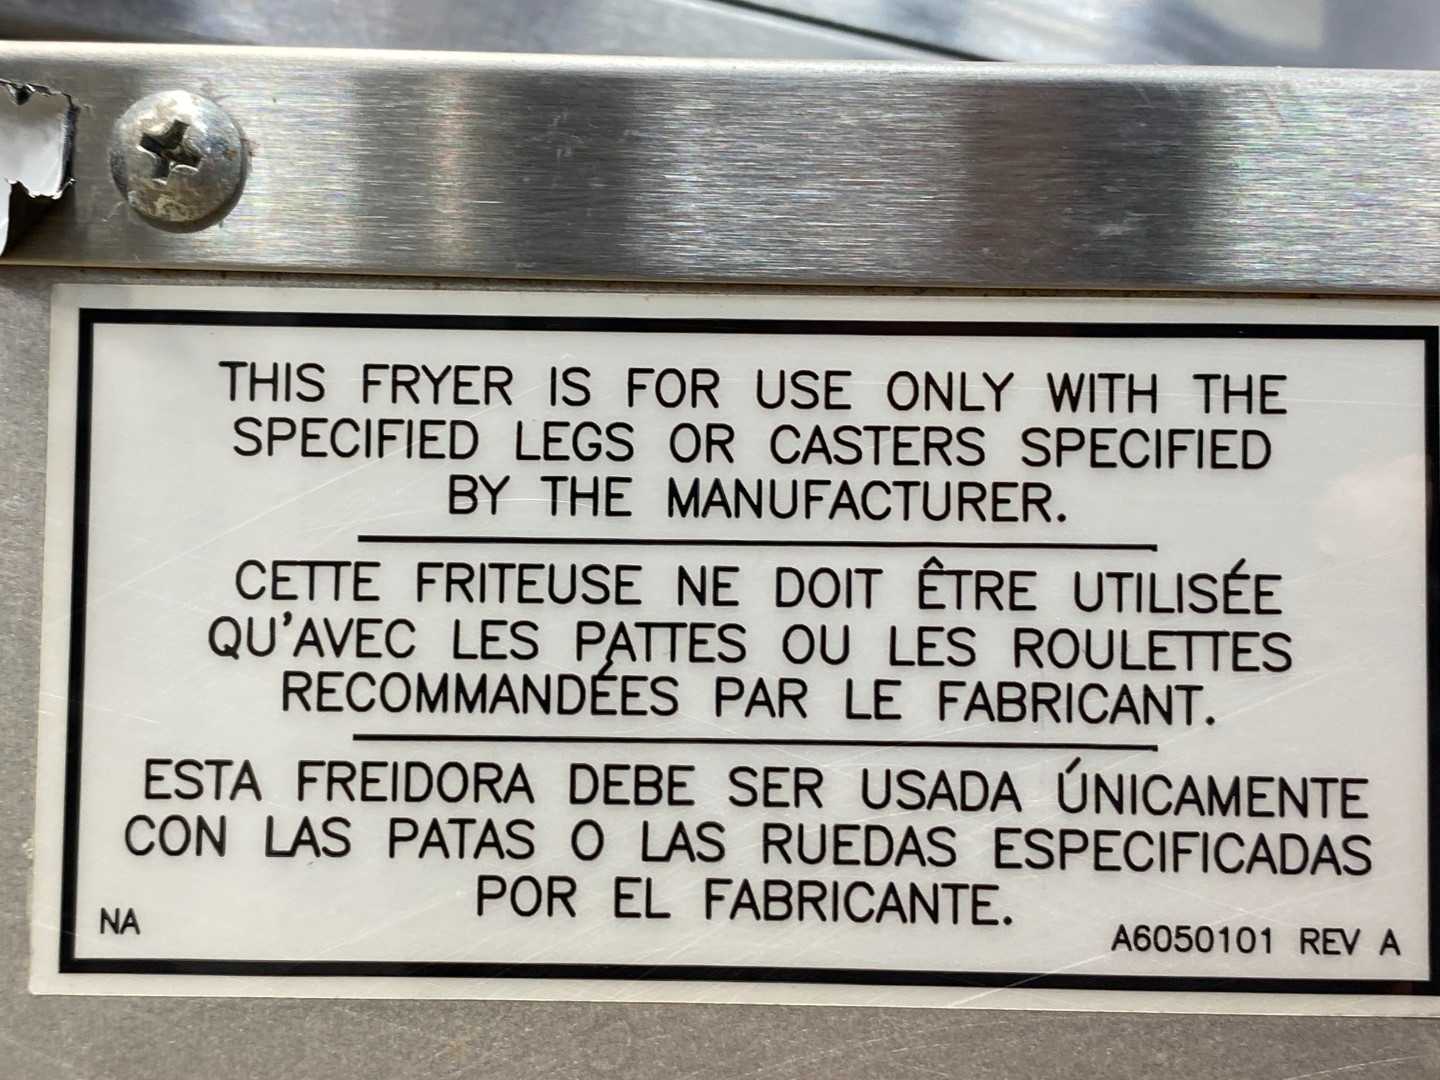 THIS FRYER IS FOR USE ONLY WITH THE
SPECIFIED LEGS OR CASTERS SPECIFIED
BY THE MANUFACTURER.
CETTE FRITEUSE NE DOIT ÊTRE UTILISÉE
QU'AVEC LES PATTES OU LES ROULETTES
RECOMMANDÉES PAR LE FABRICANT.
ESTA FREIDORA DEBE SER USADA ÚNICAMENTE
CON LAS PATAS O LAS RUEDAS ESPECIFICADAS
POR EL FABRICANTE.
NA
A6050101 REV A